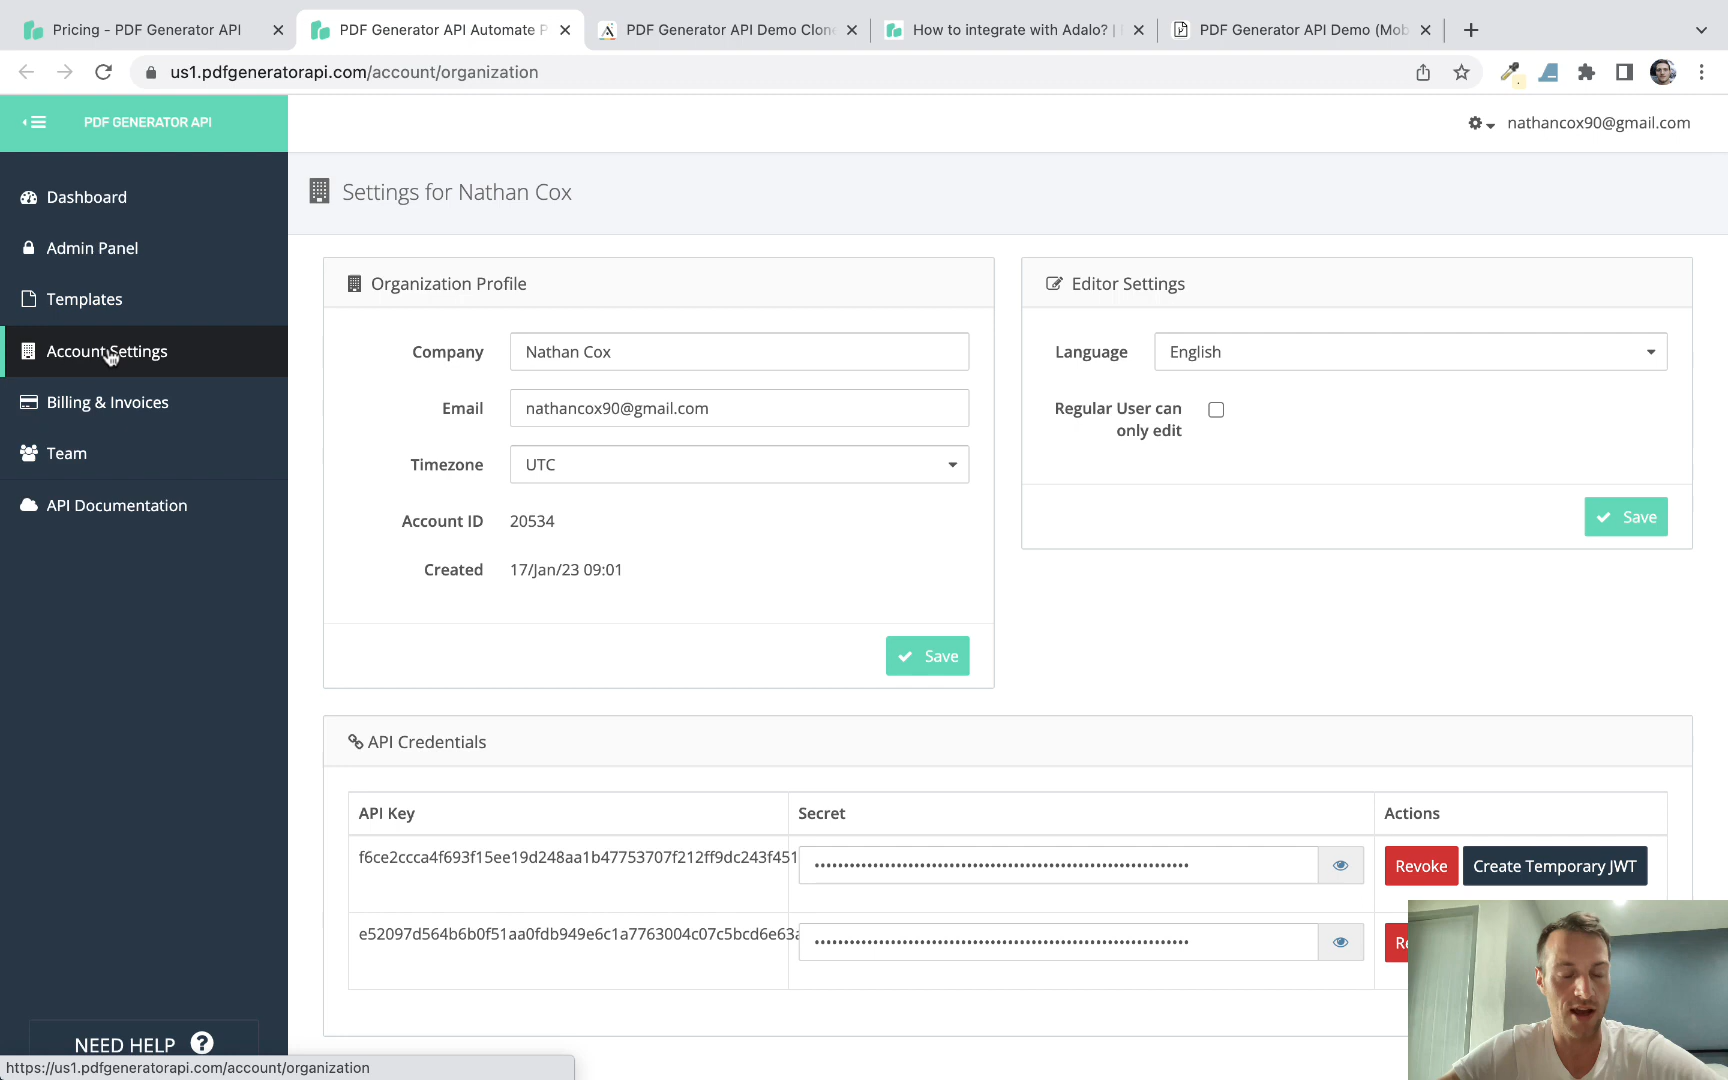 Pricing - PDF Generator API
PDF Generator API Automate P
PDF Generator API Demo Clone
How to integrate with Adalo? |
PDF Generator API Demo (Mob
us1.pdfgeneratorapi.com/account/organization
PDF GENERATOR API
nathancox90@gmail.com
Dashboard
Admin Panel
Templates
Account Settings
Billing & Invoices
Team
API Documentation
NEED HELP
https://us1.pdfgeneratorapi.com/account/organization
Settings for Nathan Cox
Organization Profile
Company Nathan Cox
Email nathancox90@gmail.com
Timezone UTC
Account ID 20534
Created 17/Jan/23 09:01
Save
Editor Settings
Language English
Regular User can
only edit
Save
API Credentials
API Key Secret Actions
f6ce2ccca4f693f15ee19d248aa1b47753707f212ff9dc243f451 Revoke Create Temporary JWT
e52097d564b6b0f51aa0fdb949e6c1a7763004c07c5bcd6e63a Re